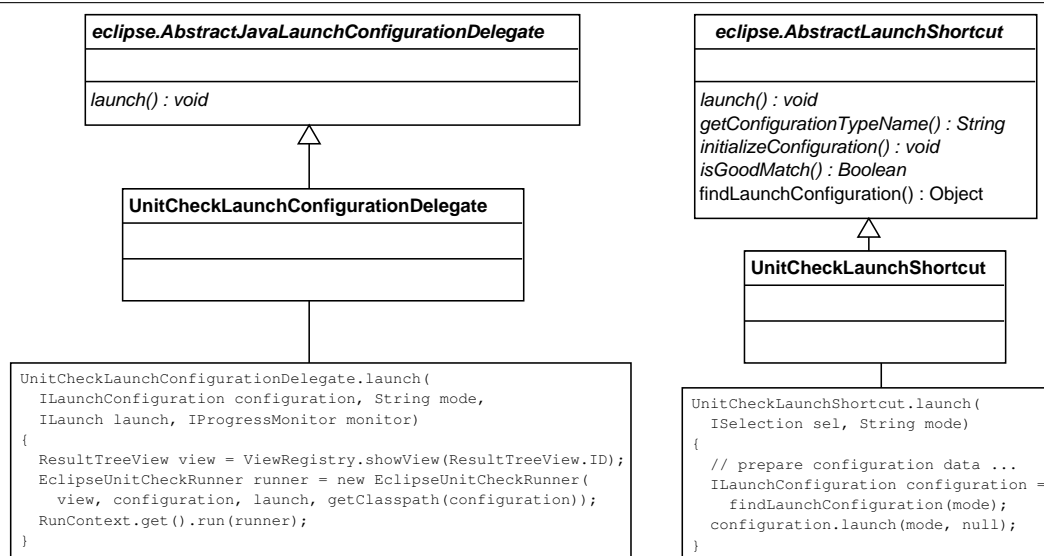 eclipse.AbstractJavaLaunchConfigurationDelegate
launch() : void
UnitCheckLaunchConfigurationDelegate
UnitCheckLaunchConfigurationDelegate.launch(
ILaunchConfiguration configuration, String mode,
ILaunch launch, IProgressMonitor monitor)
{
ResultTreeView view = ViewRegistry.showView(ResultTreeView.ID);
EclipseUnitCheckRunner runner = new EclipseUnitCheckRunner(
view, configuration, launch, getClasspath(configuration));
RunContext.get().run(runner);
}
eclipse.AbstractLaunchShortcut
launch() : void
getConfigurationTypeName() : String
initializeConfiguration() : void
isGoodMatch() : Boolean
findLaunchConfiguration() : Object
UnitCheckLaunchShortcut
UnitCheckLaunchShortcut.launch(
ISelection sel, String mode)
{
// prepare configuration data ...
ILaunchConfiguration configuration =
findLaunchConfiguration(mode);
configuration.launch(mode, null);
}